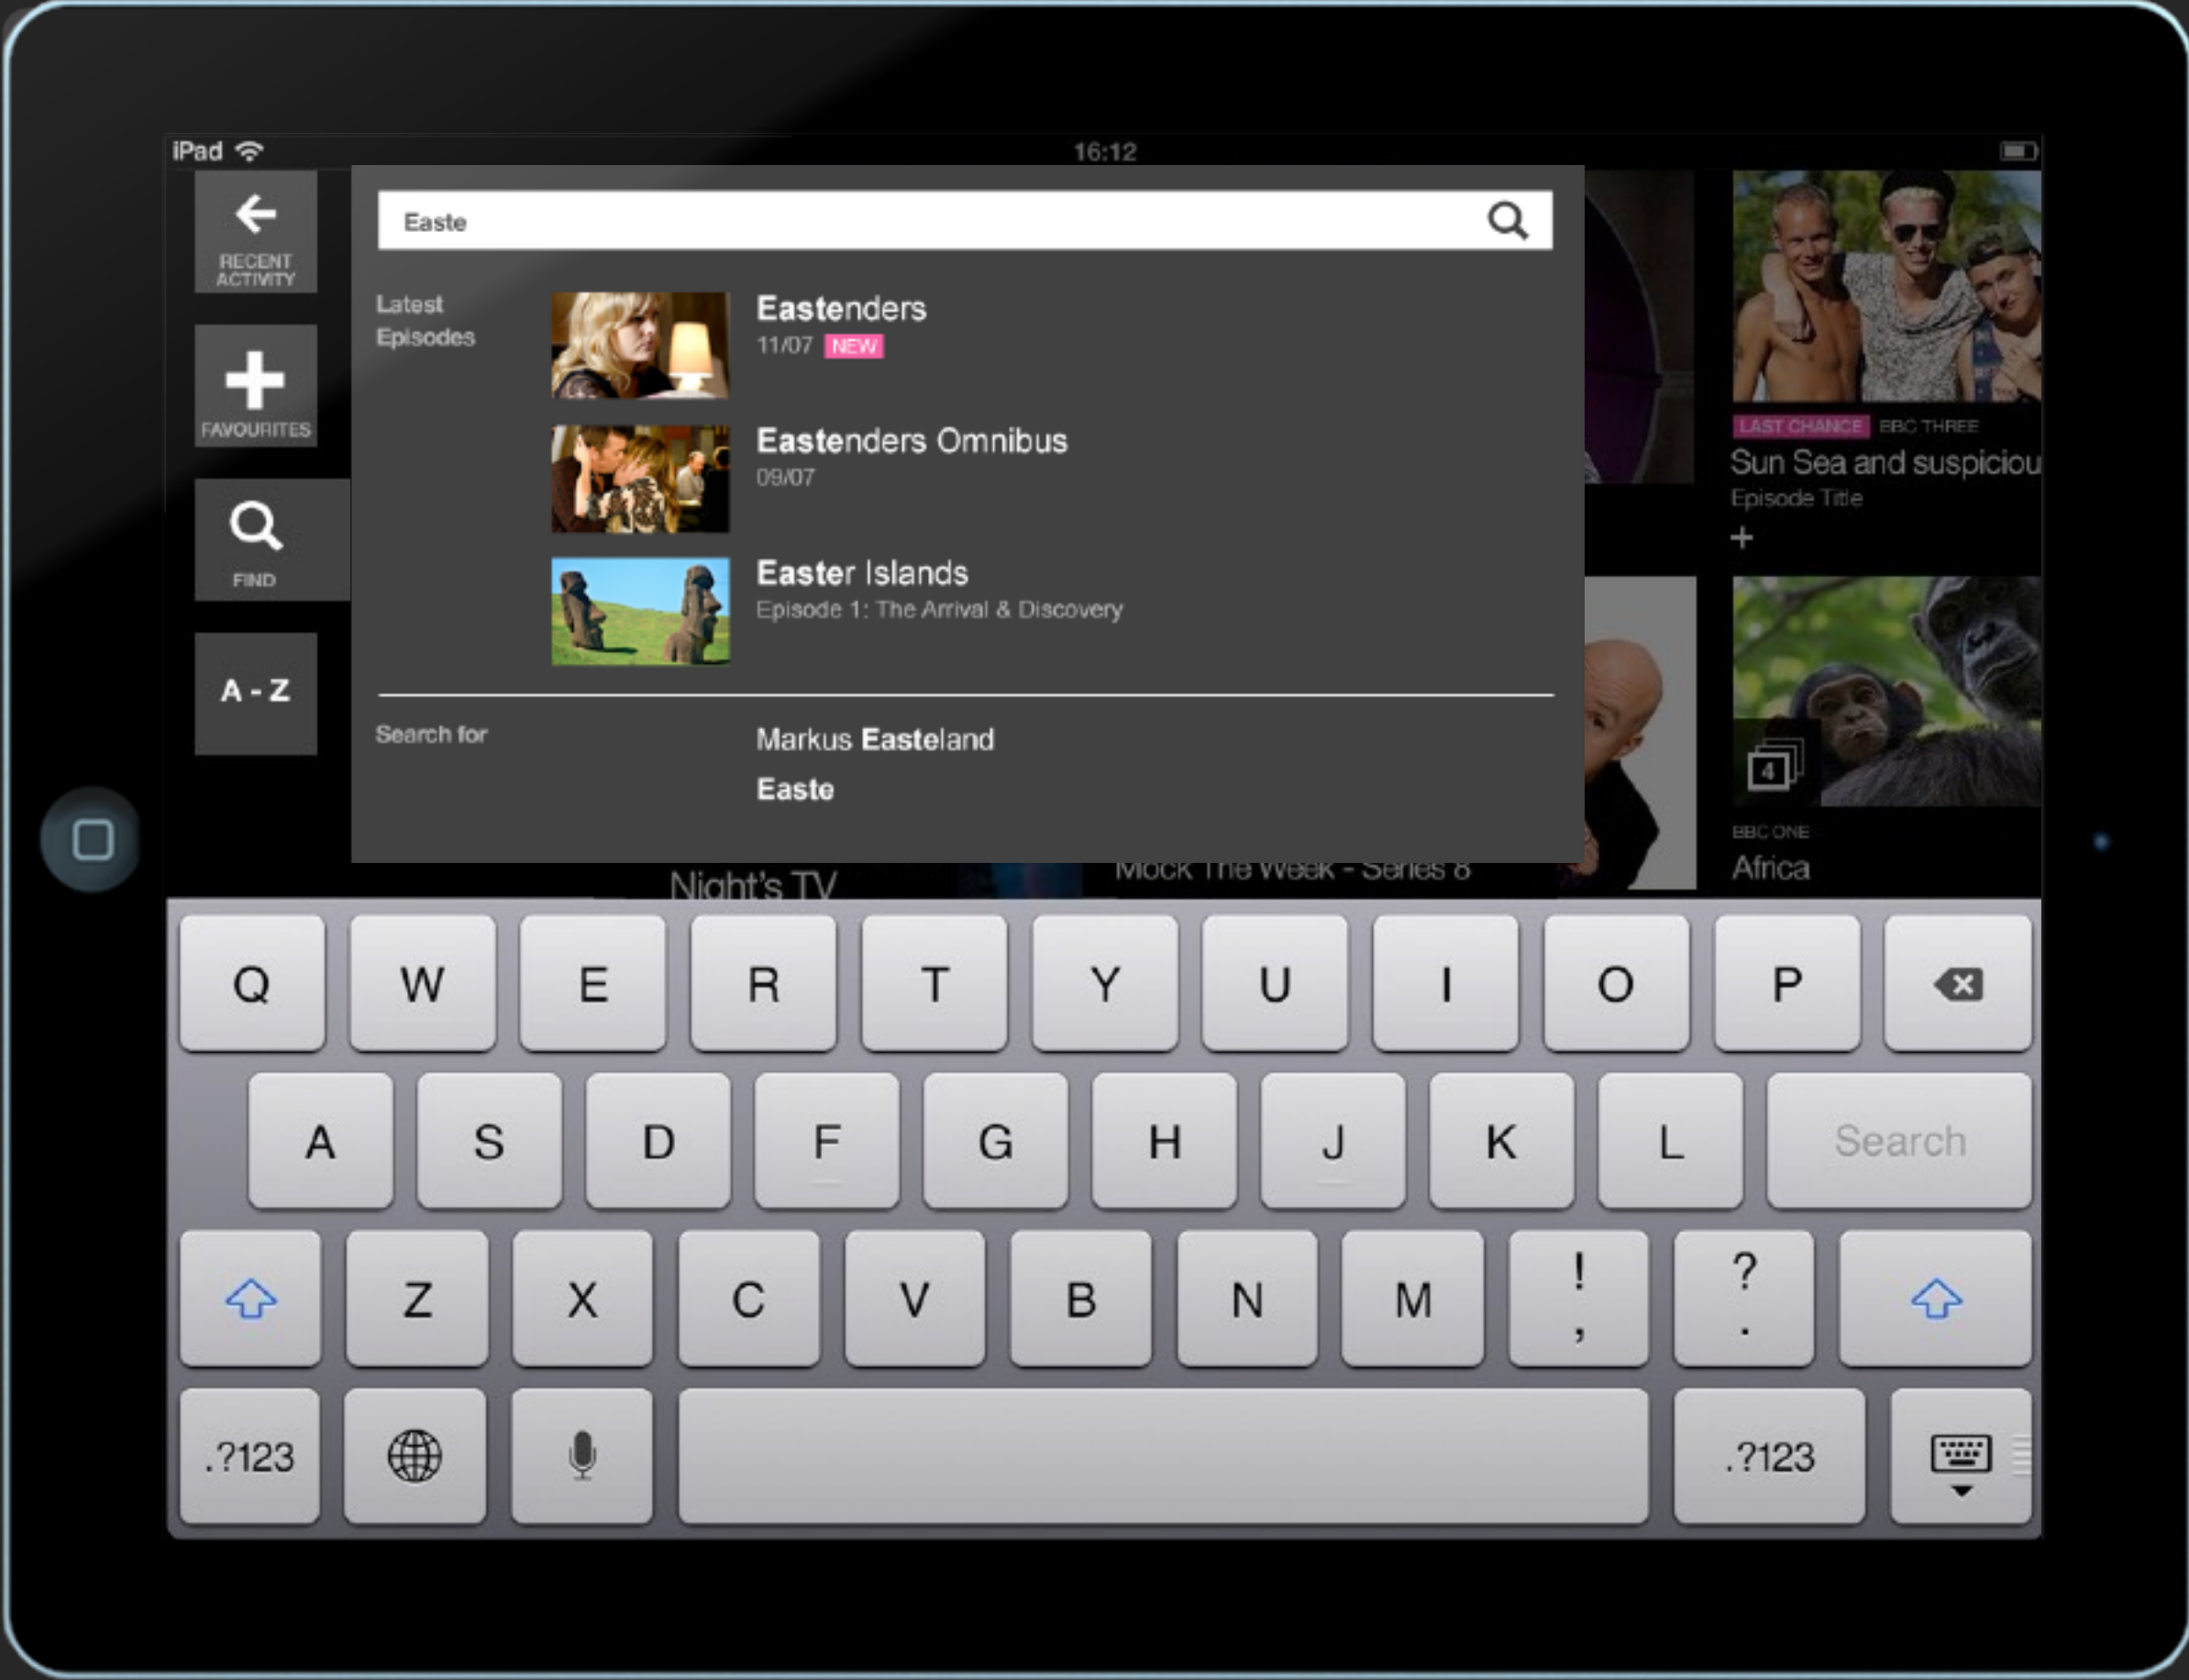 iPad
16:12
RECENT
ACTIVITY
FAVOURITES
FIND
A - Z
Easte
Latest
Episodes
Eastenders
11/07 NEW
Eastenders Omnibus
09/07
Easter Islands
Episode 1: The Arrival & Discovery
Search for
Markus Easteland
Easte
LAST CHANCE BBC THREE
Sun Sea and suspiciou
Episode Title
+
4
BBC ONE
Africa
Night's TV
Mock The Week - Series 8
Q W E R T Y U I O P
A S D F G H J K L Search
Z X C V B N M ! , ? .
.?123 .?123